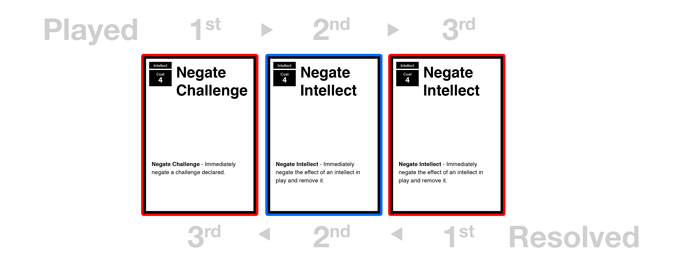 Played 1st ► 2nd ► 3rd
Intellect
Cost
4
Negate
Challenge
Negate Challenge - Immediately
negate a challenge declared.
Intellect
Cost
4
Negate
Intellect
Negate Intellect - Immediately
negate the effect of an intellect in
play and remove it.
Intellect
Cost
4
Negate
Intellect
Negate Intellect - Immediately
negate the effect of an intellect in
play and remove it.
3rd ◄ 2nd ◄ 1st Resolved